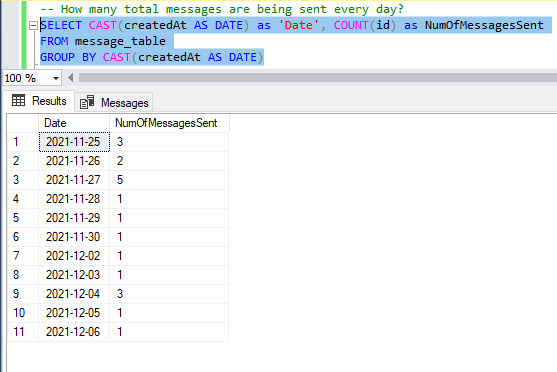 -- How many total messages are being sent every day?
SELECT CAST(createdAt AS DATE) as 'Date', COUNT(id) as NumOfMessagesSent
FROM message_table
GROUP BY CAST(createdAt AS DATE)
100 %
Results Messages
Date NumOfMessagesSent
1 2021-11-25 3
2 2021-11-26 2
3 2021-11-27 5
4 2021-11-28 1
5 2021-11-29 1
6 2021-11-30 1
7 2021-12-02 1
8 2021-12-03 1
9 2021-12-04 3
10 2021-12-05 1
11 2021-12-06 1